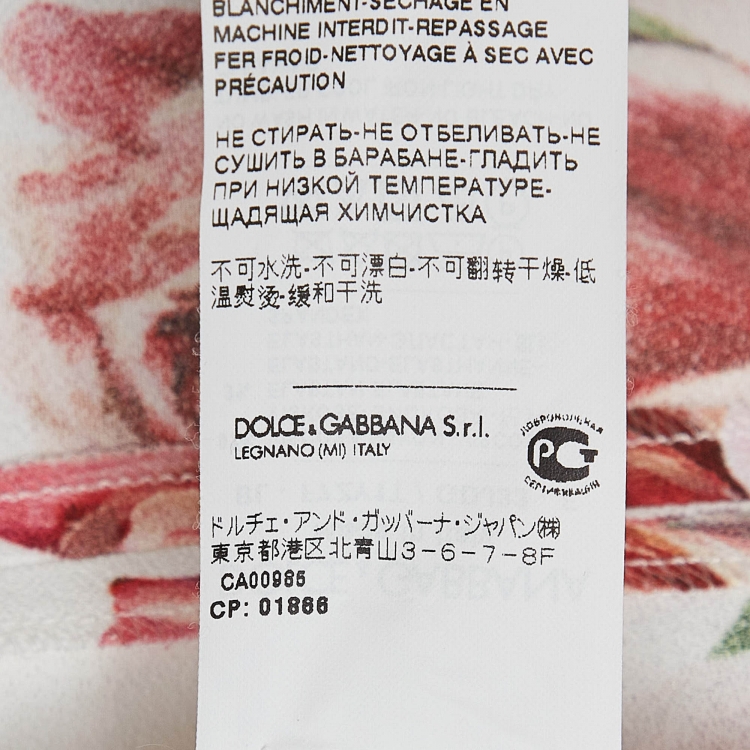 BLANCHIMENT-SÉCHAGE EN
MACHINE INTERDIT-REPASSAGE
FER FROID-NETTOYAGE À SEC AVEC
PRÉCAUTION
НЕ СТИРАТЬ-НЕ ОТБЕЛИВАТЬ-НЕ
СУШИТЬ В БАРАБАНЕ-ГЛАДИТЬ
ПРИ НИЗКОЙ ТЕМПЕРАТУРЕ-
ЩАДЯЩАЯ ХИМЧИСТКА
不可水洗-不可漂白-不可翻转干燥-低
温熨烫-缓和干洗
DOLCE&GABBANA S.r.l.
LEGNANO (MI) ITALY
ドルチェ・アンド・ガッバーナ・ジャパン㈱
東京都港区北青山3-6-7-8F
CA00985
CP: 01866